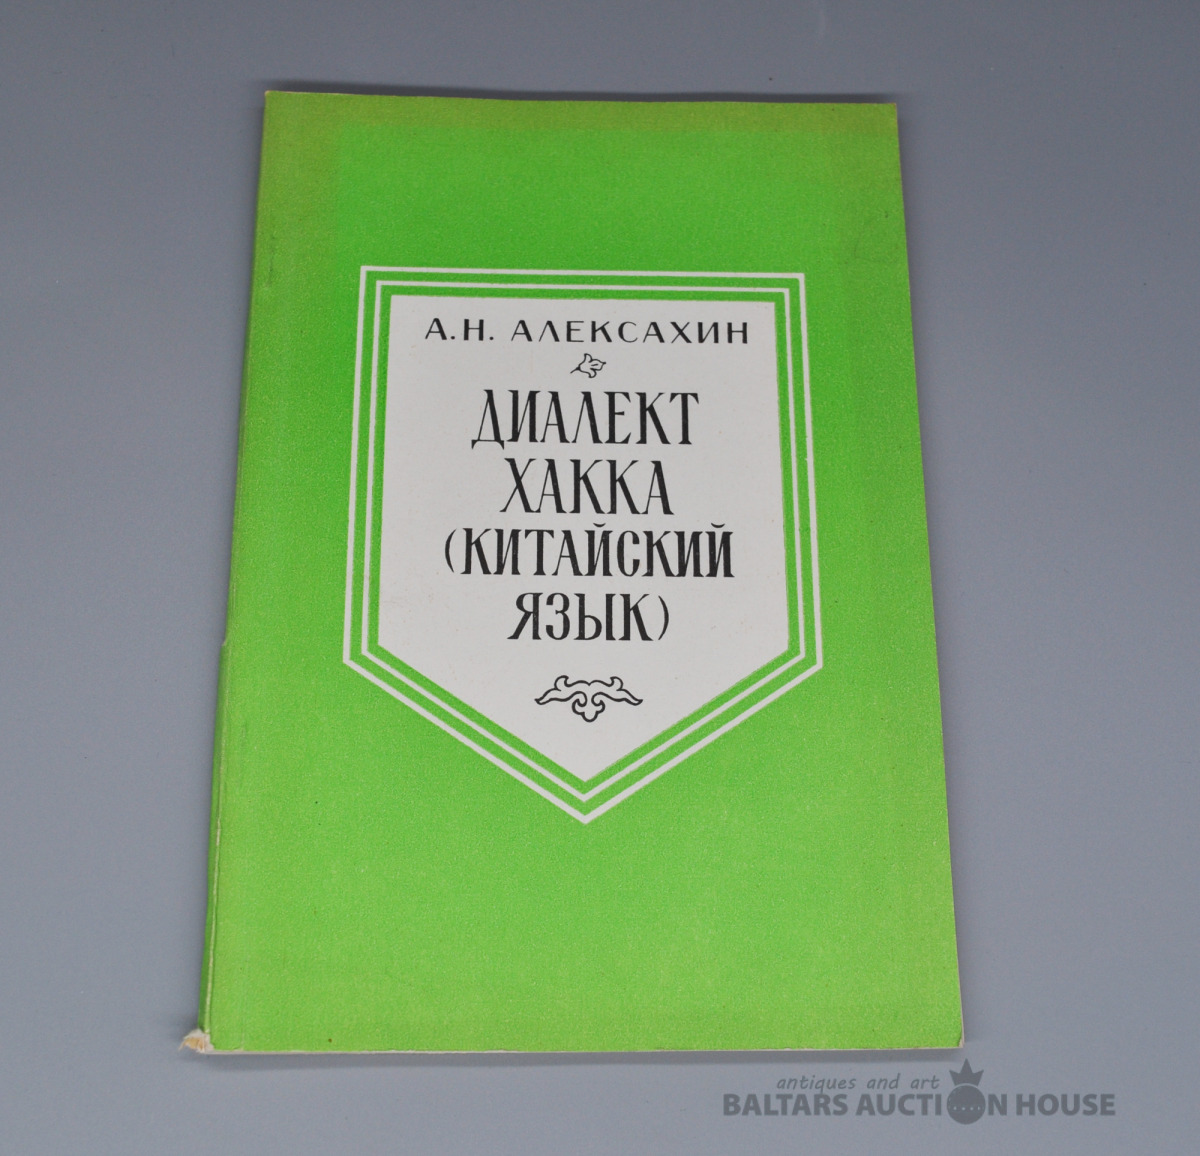 А.Н. АЛЕКСАХИН
ДИАЛЕКТ
ХАККА
(КИТАЙСКИЙ
ЯЗЫК)
antiques and art
BALTARS AUCTION HOUSE